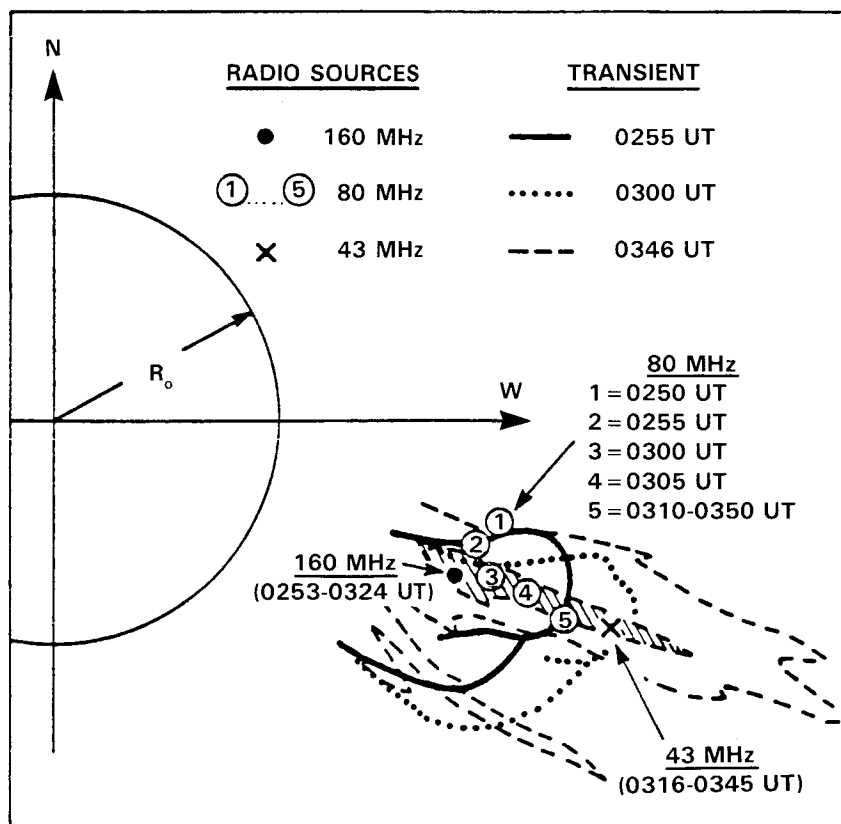 N
RADIO SOURCES
TRANSIENT
160 MHz
0255 UT
1 5 80 MHz
0300 UT
43 MHz
0346 UT
R₀
W
80 MHz
1 = 0250 UT
2 = 0255 UT
3 = 0300 UT
4 = 0305 UT
5 = 0310-0350 UT
1
2
160 MHz
(0253-0324 UT)
3
4
5
43 MHz
(0316-0345 UT)